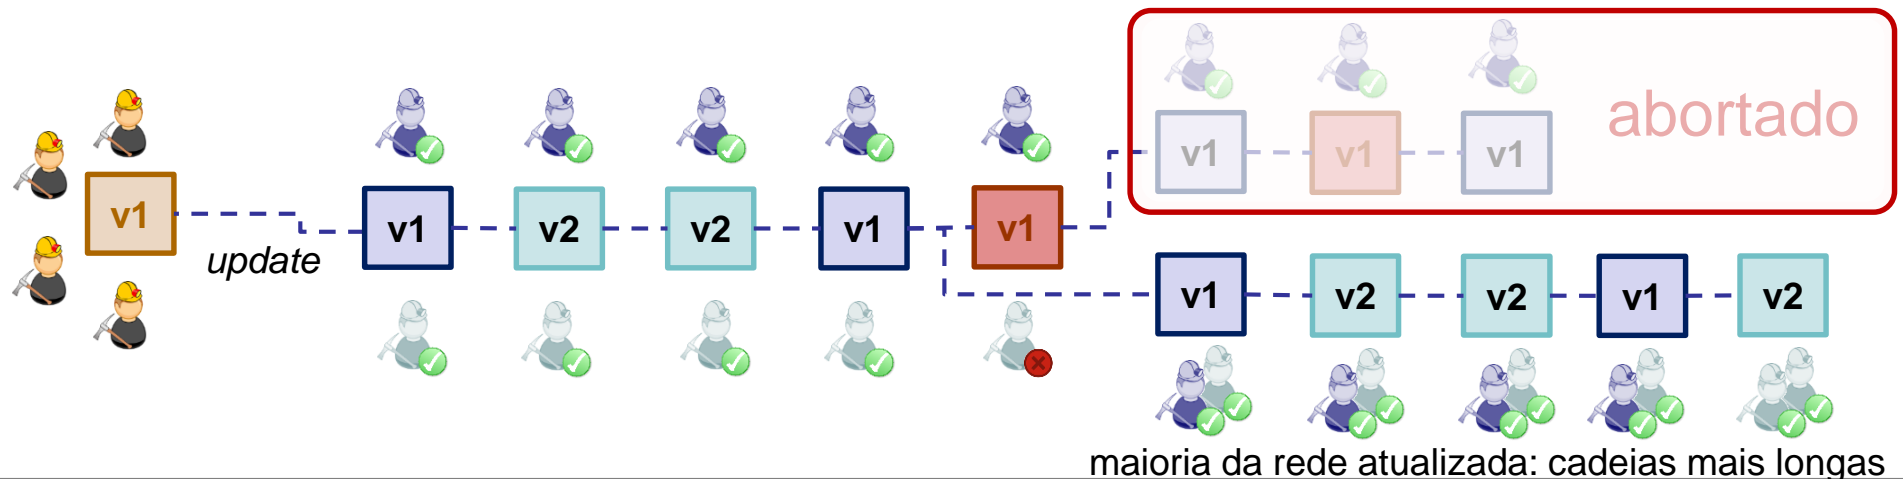 v1
update
v1
v2
v2
v1
v1
v1
v1
v1
abortado
v1
v2
v2
v1
v2
maioria da rede atualizada: cadeias mais longas